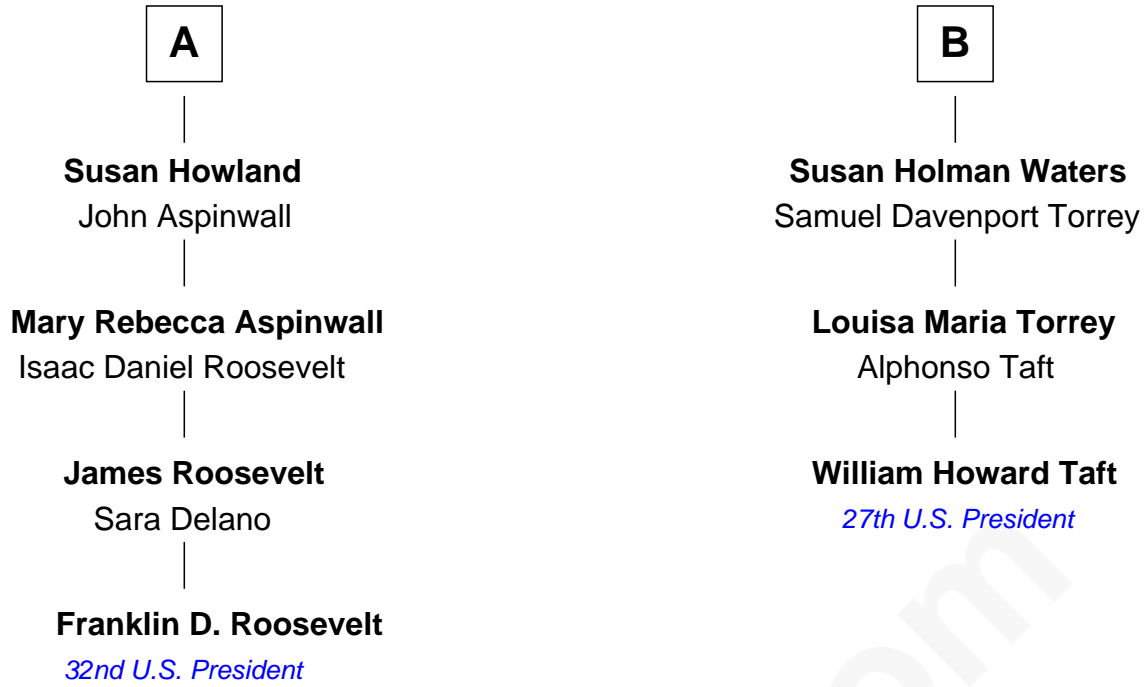 A
Susan Howland
John Aspinwall
Mary Rebecca Aspinwall
Isaac Daniel Roosevelt
James Roosevelt
Sara Delano
Franklin D. Roosevelt
32nd U.S. President
B
Susan Holman Waters
Samuel Davenport Torrey
Louisa Maria Torrey
Alphonso Taft
William Howard Taft
27th U.S. President
om